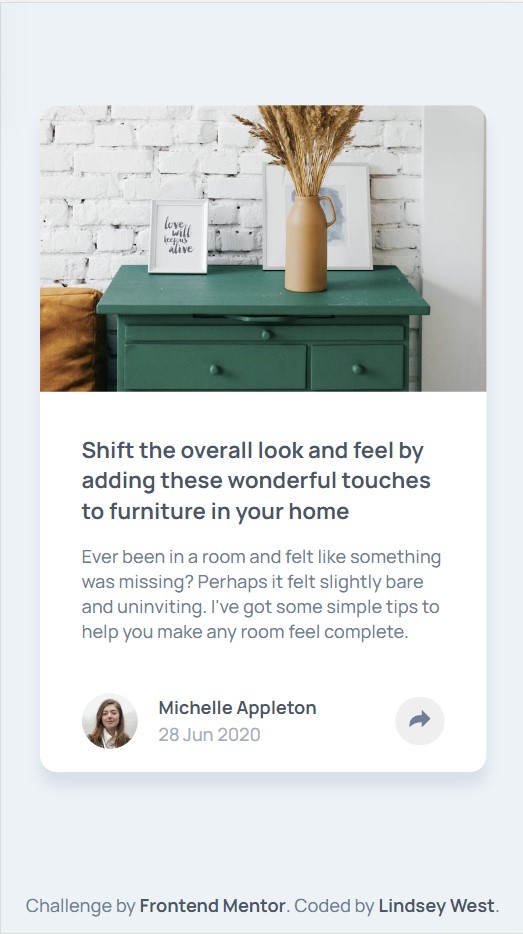 love
will
keep us
alive
Shift the overall look and feel by
adding these wonderful touches
to furniture in your home
Ever been in a room and felt like something
was missing? Perhaps it felt slightly bare
and uninviting. I've got some simple tips to
help you make any room feel complete.
Michelle Appleton
28 Jun 2020
Challenge by Frontend Mentor. Coded by Lindsey West.